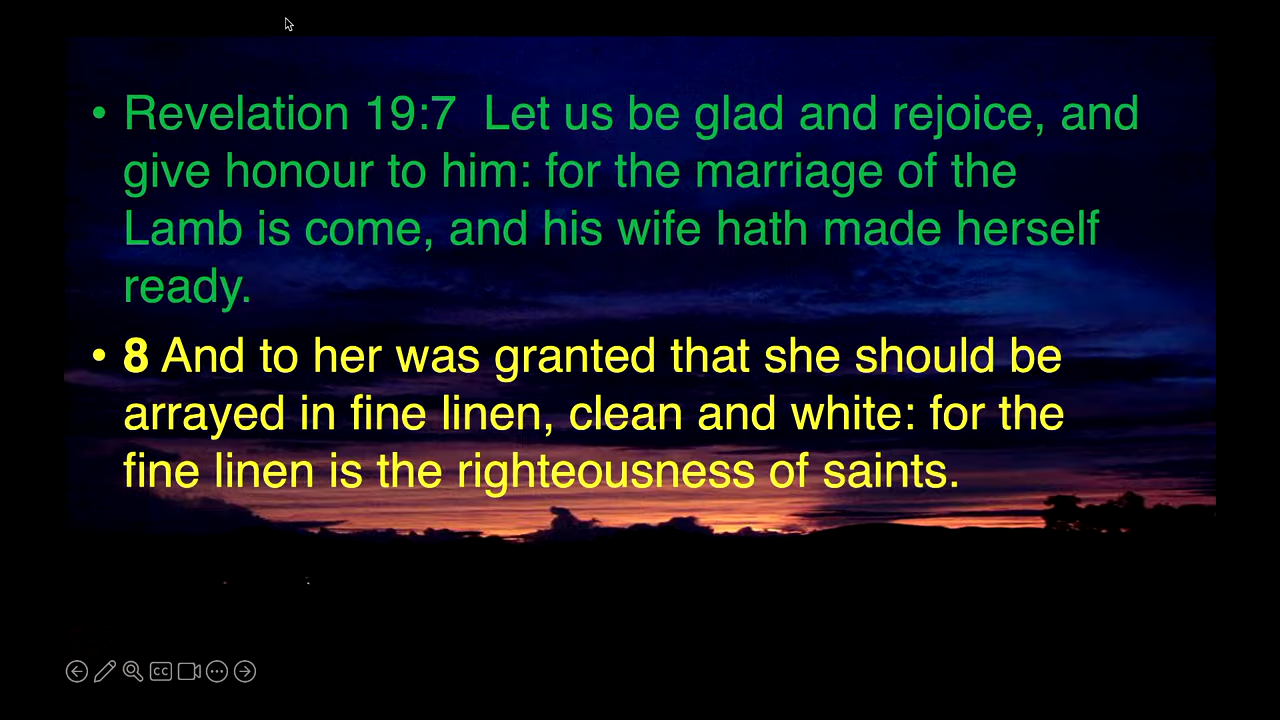 • Revelation 19:7  Let us be glad and rejoice, and
give honour to him: for the marriage of the
Lamb is come, and his wife hath made herself
ready.
• 8 And to her was granted that she should be
arrayed in fine linen, clean and white: for the
fine linen is the righteousness of saints.
CC